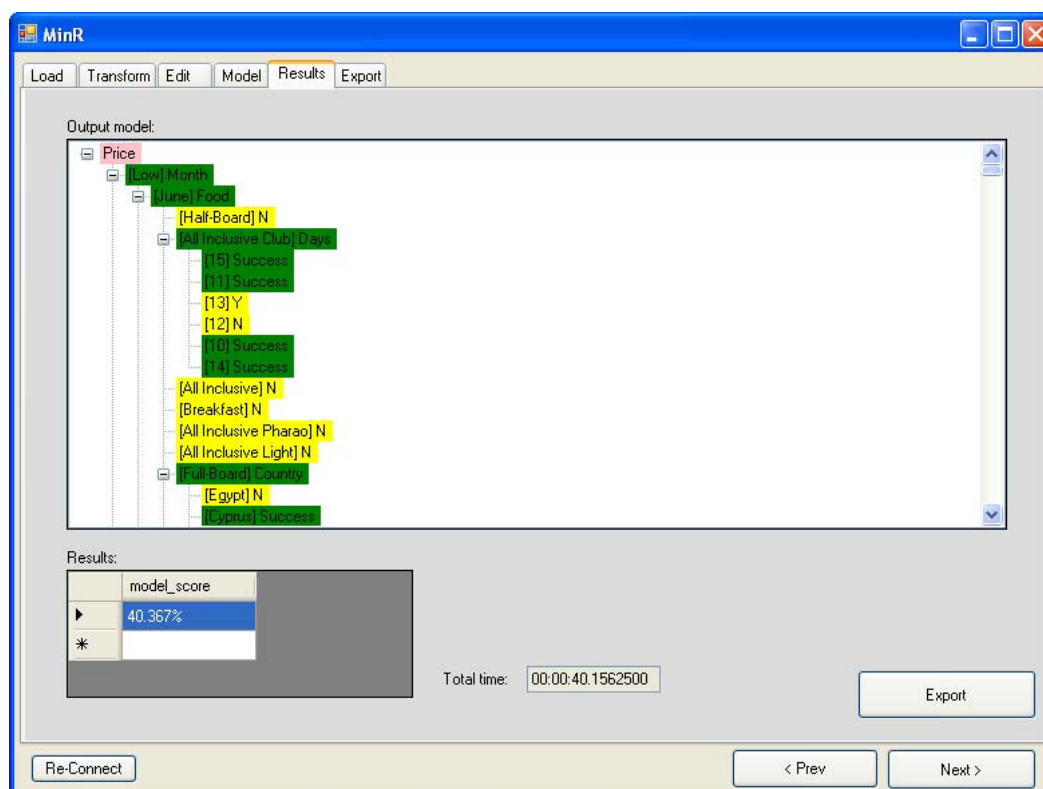 MinR
Load Transform Edit Model Results Export
Output model:
Price
[Low] Month
[June] Food
[Half-Board] N
[All Inclusive Club] Days
[15] Success
[11] Success
[13] Y
[12] N
[10] Success
[14] Success
[All Inclusive] N
[Breakfast] N
[All Inclusive Pharao] N
[All Inclusive Light] N
[Full-Board] Country
[Egypt] N
[Cyprus] Success
Results:
model_score
40.367%
Total time: 00:00:40.1562500
Export
Re-Connect < Prev Next >